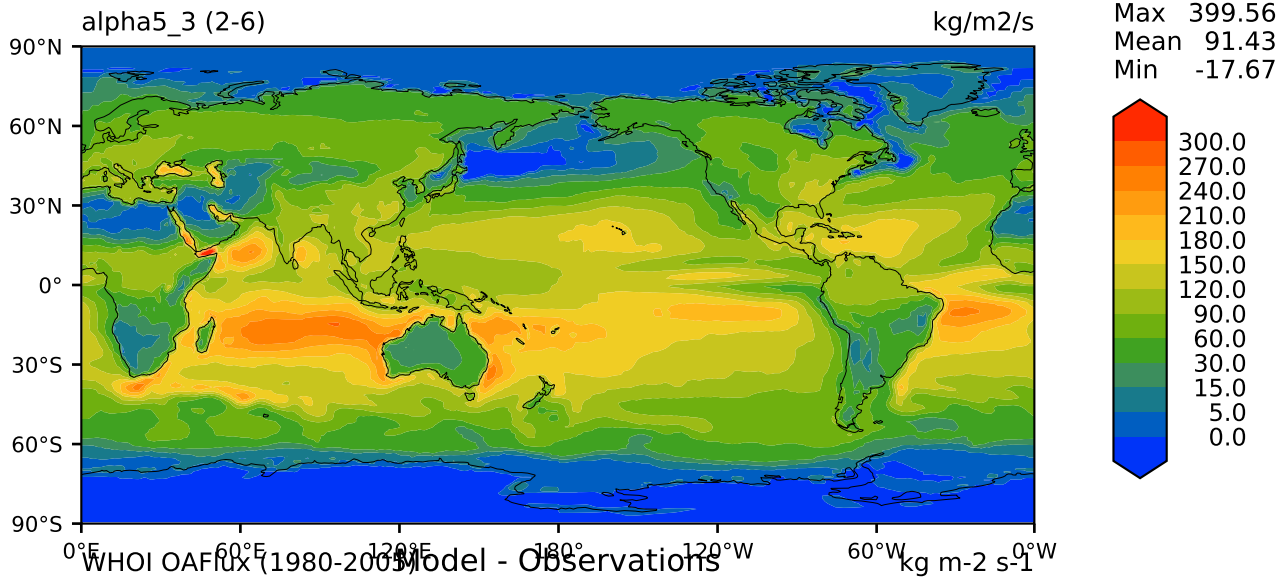 alpha5_3 (2-6)
kg/m2/s
Max 399.56
Mean 91.43
Min -17.67
90°N
60°N
30°N
0°
30°S
60°S
90°S
0°E 60°E 120°E 180° 120°W 60°W 0°W
300.0
270.0
240.0
210.0
180.0
150.0
120.0
90.0
60.0
30.0
15.0
5.0
0.0
WHOI OAFlux (1980-2005)
Model - Observations
kg m-2 s-1